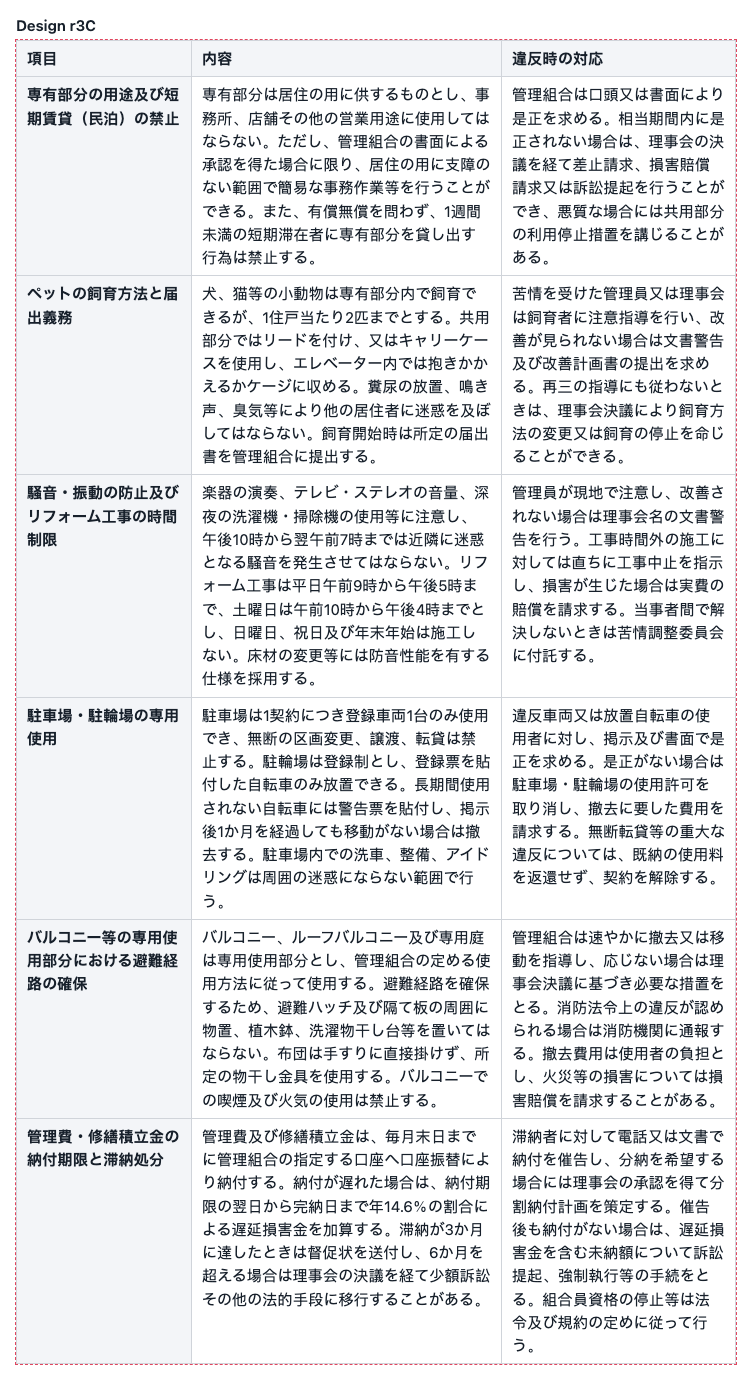 Design r3C
項目
内容
違反時の対応
専有部分の用途及び短
期賃貸（民泊）の禁止
専有部分は居住の用に供するものとし、事
務所、店舗その他の営業用途に使用しては
ならない。ただし、管理組合の書面による
承認を得た場合に限り、居住の用に支障の
ない範囲で簡易な事務作業等を行うことが
できる。また、有償無償を問わず、1週間
未満の短期滞在者に専有部分を貸し出す
行為は禁止する。
管理組合は口頭又は書面により
是正を求める。相当期間内に是
正されない場合は、理事会の決
議を経て差止請求、損害賠償
請求又は訴訟提起を行うことが
でき、悪質な場合には共用部分
の利用停止措置を講じることが
ある。
ペットの飼育方法と届
出義務
犬、猫等の小動物は専有部分内で飼育で
きるが、1住戸当たり2匹までとする。共用
部分ではリードを付け、又はキャリーケー
スを使用し、エレベーター内では抱きかか
えるかケージに収める。糞尿の放置、鳴き
声、臭気等により他の居住者に迷惑を及ぼ
してはならない。飼育開始時は所定の届出
書を管理組合に提出する。
苦情を受けた管理員又は理事会
は飼育者に注意指導を行い、改
善が見られない場合は文書警告
及び改善計画書の提出を求め
る。再三の指導にも従わないと
きは、理事会決議により飼育方
法の変更又は飼育の停止を命じ
ることができる。
騒音・振動の防止及び
リフォーム工事の時間
制限
楽器の演奏、テレビ・ステレオの音量、深
夜の洗濯機・掃除機の使用等に注意し、
午後10時から翌午前7時までは近隣に迷惑
となる騒音を発生させてはならない。リフ
ォーム工事は平日午前9時から午後5時ま
で、土曜日は午前10時から午後4時までと
し、日曜日、祝日及び年末年始は施工し
ない。床材の変更等には防音性能を有する
仕様を採用する。
管理員が現地で注意し、改善さ
れない場合は理事会名の文書警
告を行う。工事時間外の施工に
対しては直ちに工事中止を指示
し、損害が生じた場合は実費の
賠償を請求する。当事者間で解
決しないときは苦情調整委員会
に付託する。
駐車場・駐輪場の専用
使用
駐車場は1契約につき登録車両1台のみ使用
でき、無断の区画変更、譲渡、転貸は禁
止する。駐輪場は登録制とし、登録票を貼
付した自転車のみ放置できる。長期間使用
されない自転車には警告票を貼付し、掲示
後1か月を経過しても移動がない場合は撤
去する。駐車場内での洗車、整備、アイド
リングは周囲の迷惑にならない範囲で行
う。
違反車両又は放置自転車の使
用者に対し、掲示及び書面で是
正を求める。是正がない場合は
駐車場・駐輪場の使用許可を
取り消し、撤去に要した費用を
請求する。無断転貸等の重大な
違反については、既納の使用料
を返還せず、契約を解除する。
バルコニー等の専用使
用部分における避難経
路の確保
バルコニー、ルーフバルコニー及び専用庭
は専用使用部分とし、管理組合の定める使
用方法に従って使用する。避難経路を確保
するため、避難ハッチ及び隔て板の周囲に
物置、植木鉢、洗濯物干し台等を置いては
ならない。布団は手すりに直接掛けず、所
定の物干し金具を使用する。バルコニーで
の喫煙及び火気の使用は禁止する。
管理組合は速やかに撤去又は移
動を指導し、応じない場合は理
事会決議に基づき必要な措置を
とる。消防法令上の違反が認め
られる場合は消防機関に通報す
る。撤去費用は使用者の負担と
し、火災等の損害については損
害賠償を請求することがある。
管理費・修繕積立金の
納付期限と滞納処分
管理費及び修繕積立金は、毎月末日まで
に管理組合の指定する口座へ口座振替によ
り納付する。納付が遅れた場合は、納付期
限の翌日から完納日まで年14.6%の割合に
よる遅延損害金を加算する。滞納が3か月
に達したときは督促状を送付し、6か月を
超える場合は理事会の決議を経て少額訴訟
その他の法的手段に移行することがある。
滞納者に対して電話又は文書で
納付を催告し、分納を希望する
場合には理事会の承認を得て分
割納付計画を策定する。催告
後も納付がない場合は、遅延損
害金を含む未納額について訴訟
提起、強制執行等の手続をと
る。組合員資格の停止等は法
令及び規約の定めに従って行
う。